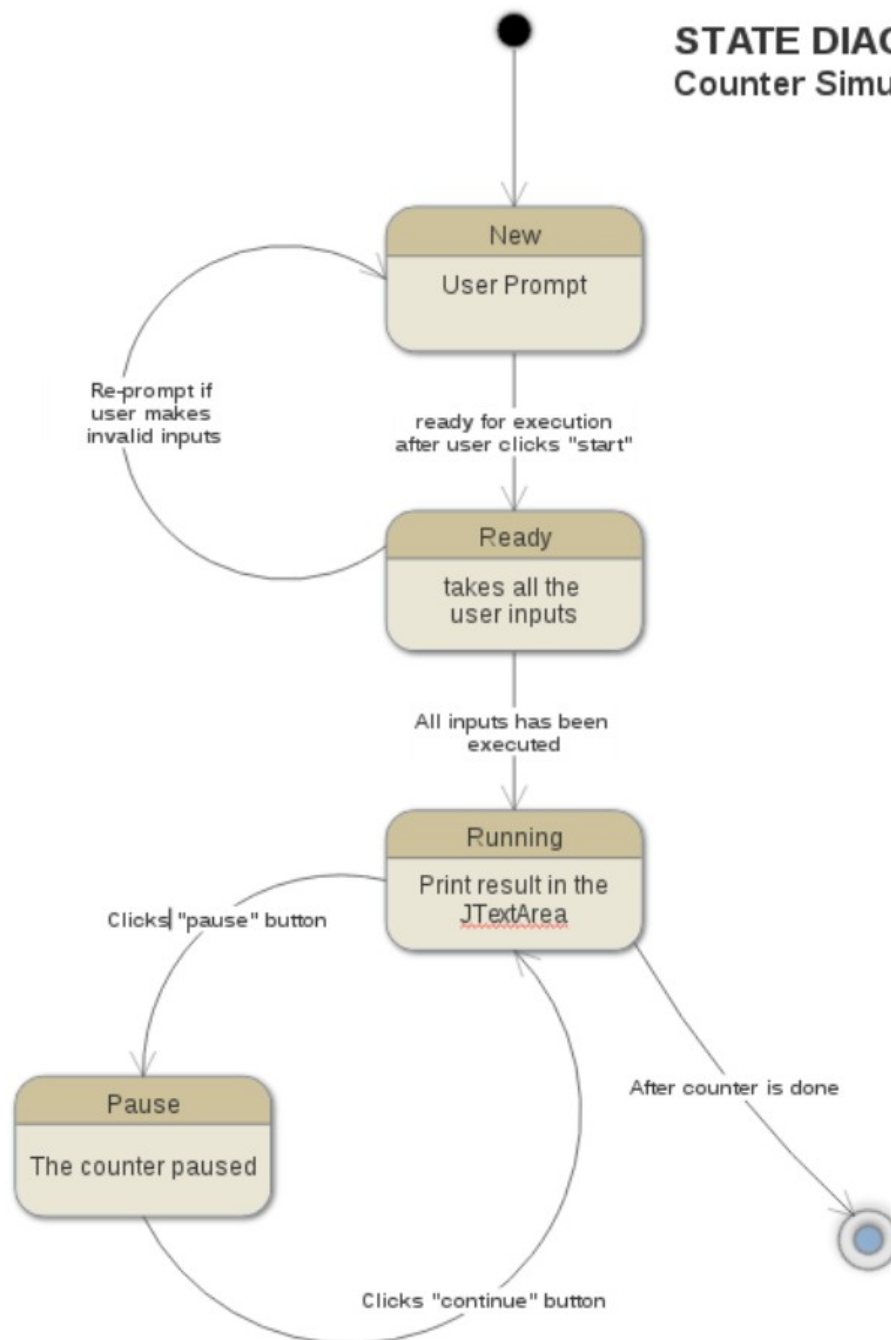 STATE DIAG
Counter Simu
New
User Prompt
Re-prompt if
user makes
invalid inputs
ready for execution
after user clicks "start"
Ready
takes all the
user inputs
All inputs has been
executed
Running
Print result in the
JTextArea
Clicks "pause" button
After counter is done
Pause
The counter paused
Clicks "continue" button